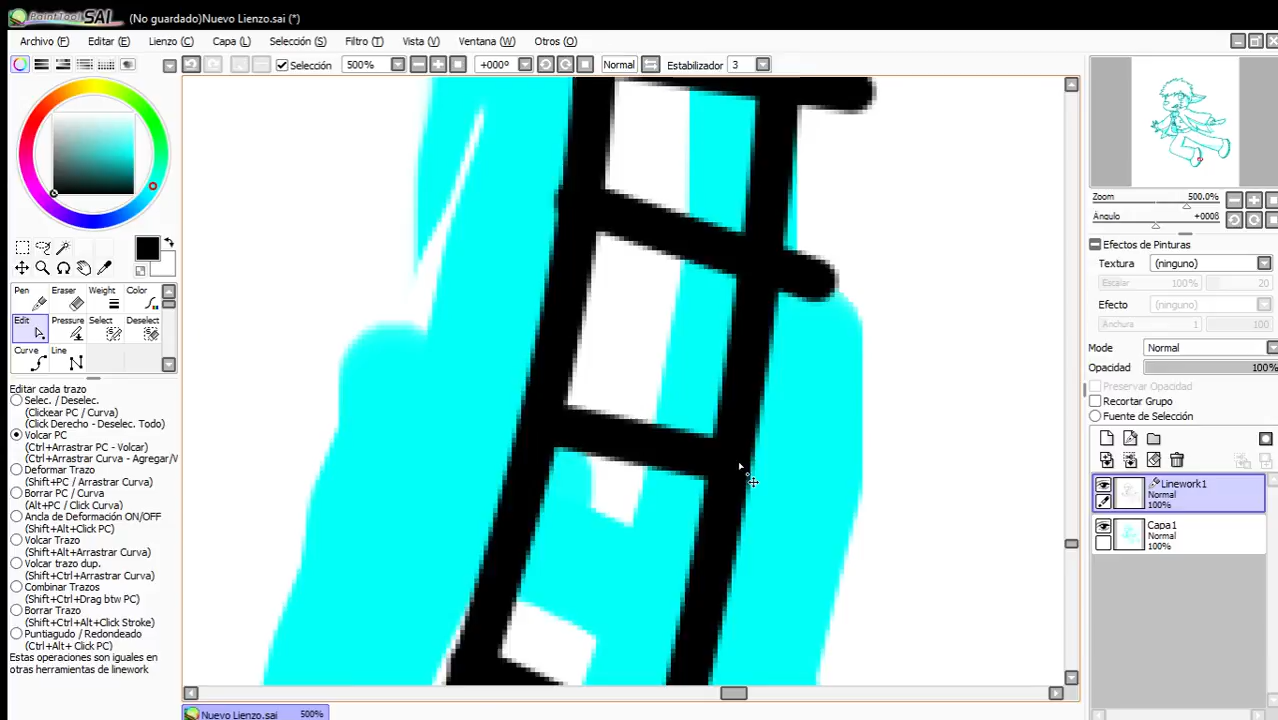 PaintTool SAI (No guardado)Nuevo Lienzo.sai (*)
Archivo (F) Editar (E) Lienzo (C) Capa (L) Selección (S) Filtro (T) Vista (V) Ventana (W) Otros (O)
Selección 500% +000° Normal Estabilizador 3
Zoom 500.0%
Ángulo +000ß
Efectos de Pinturas
Textura (ninguno)
Escalar 100% 20
Efecto (ninguno)
Anchura 1 100
Mode Normal
Opacidad 100%
Preservar Opacidad
Recortar Grupo
Fuente de Selección
Linework1
Normal
100%
Capa1
Normal
100%
Pen Eraser Weight Color
Edit Pressure Select Deselect
Curve Line
Editar cada trazo
Selec. / Deselec.
(Clickear PC / Curva)
(Click Derecho - Deselec. Todo)
Volcar PC
(Ctrl+Arrastrar PC - Volcar)
(Ctrl+Arrastrar Curva - Agregar/V
Deformar Trazo
(Shift+PC / Arrastrar Curva)
Borrar PC / Curva
(Alt+PC / Click Curva)
Ancla de Deformación ON/OFF
(Shift+Alt+Click PC)
Volcar Trazo
(Shift+Alt+Arrastrar Curva)
Volcar trazo dup.
(Shift+Ctrl+Arrastrar Curva)
Combinar Trazos
(Shift+Ctrl+Drag btw PC)
Borrar Trazo
(Shift+Ctrl+Alt+Click Stroke)
Puntiagudo / Redondeado
(Ctrl+Alt+ Click PC)
Estas operaciones son iguales en
otras herramientas de linework
Nuevo Lienzo.sai 500%